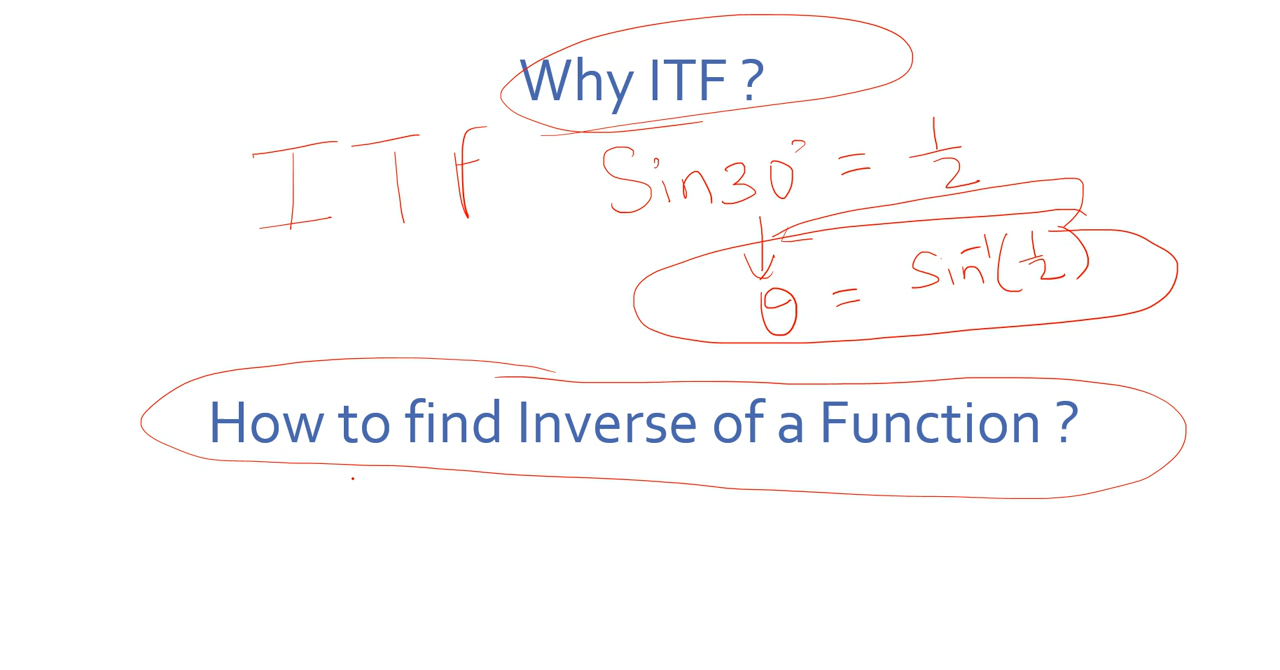 Why ITF ?
ITF Sin30° = 1/2
θ = Sin⁻¹(1/2)
How to find Inverse of a Function ?